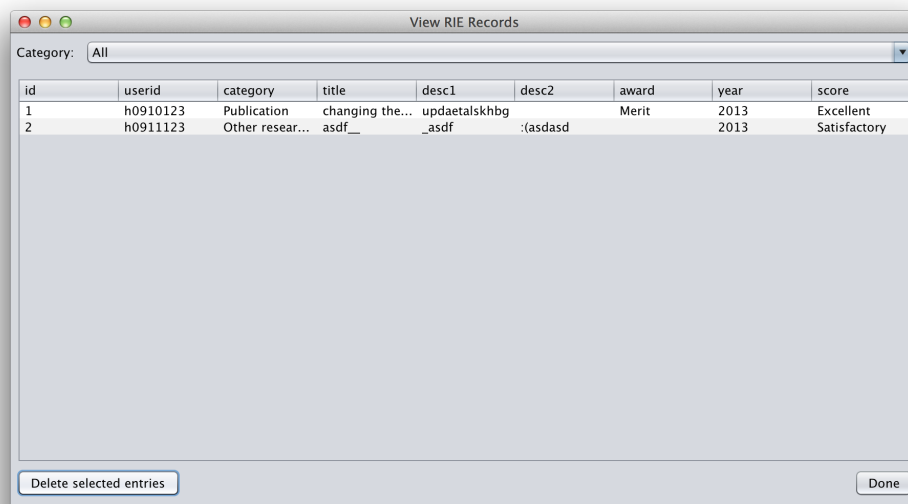 View RIE Records
Category: All
id userid category title desc1 desc2 award year score
1 h0910123 Publication changing the... updaetalskhbg Merit 2013 Excellent
2 h0911123 Other resear... asdf__ _asdf :(asdasd 2013 Satisfactory
Delete selected entries Done